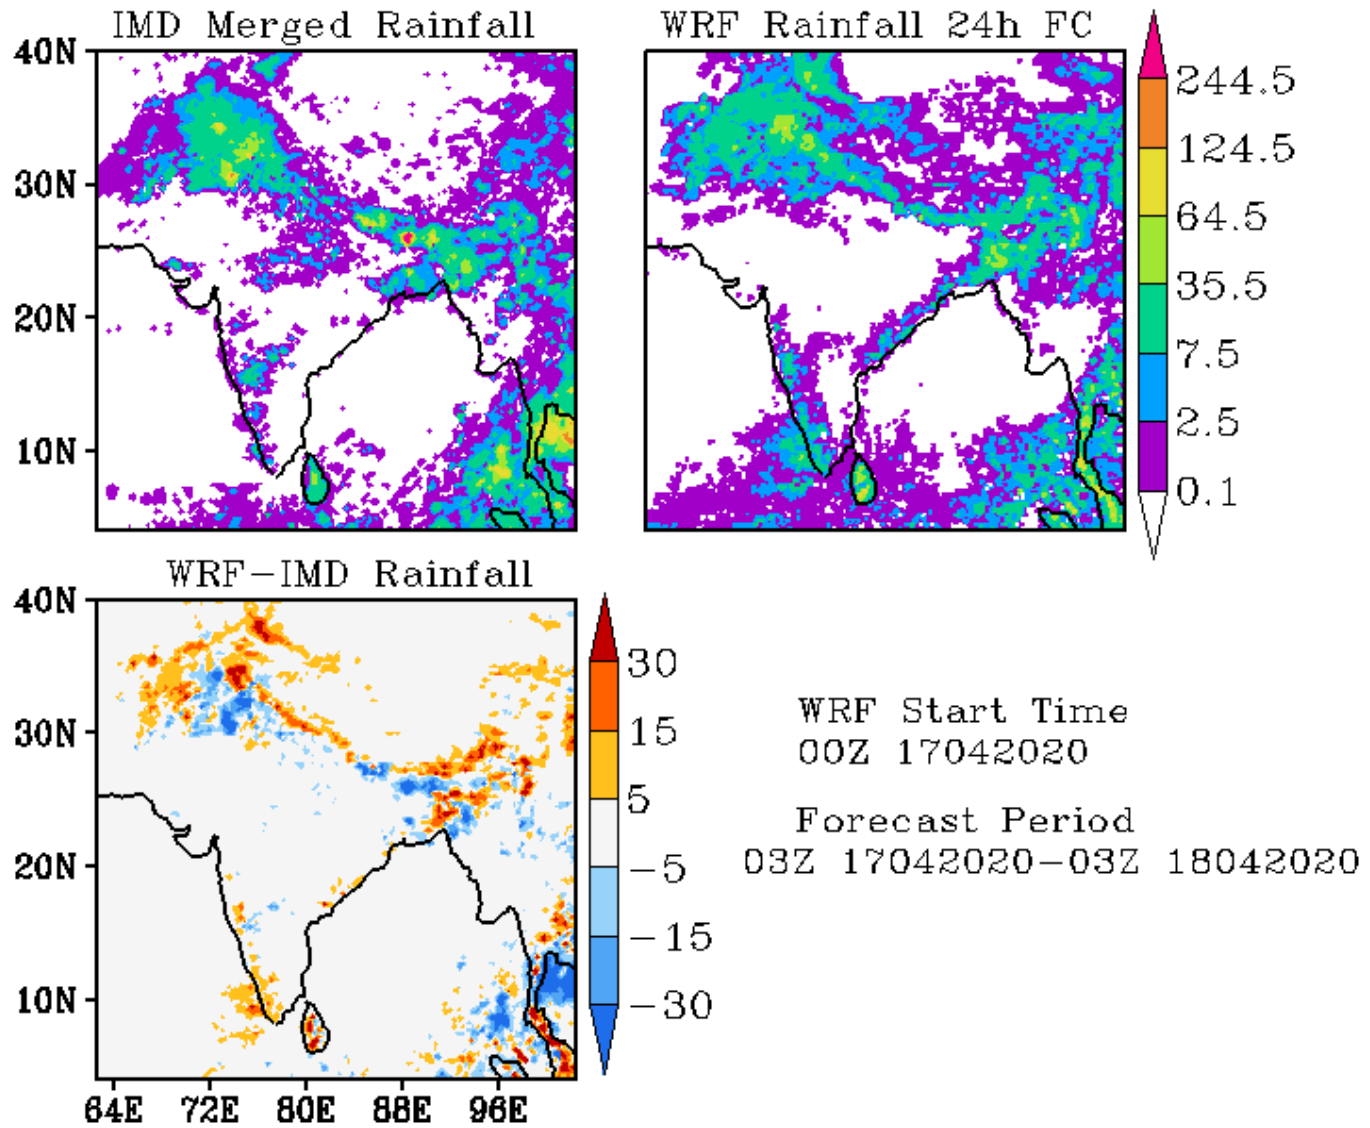 IMD Merged Rainfall
WRF Rainfall 24h FC
40N
30N
20N
10N
244.5
124.5
64.5
35.5
7.5
2.5
0.1
WRF-IMD Rainfall
40N
30N
20N
10N
64E 72E 80E 88E 96E
30
15
5
-5
-15
-30
WRF Start Time
00Z 17042020
Forecast Period
03Z 17042020-03Z 18042020